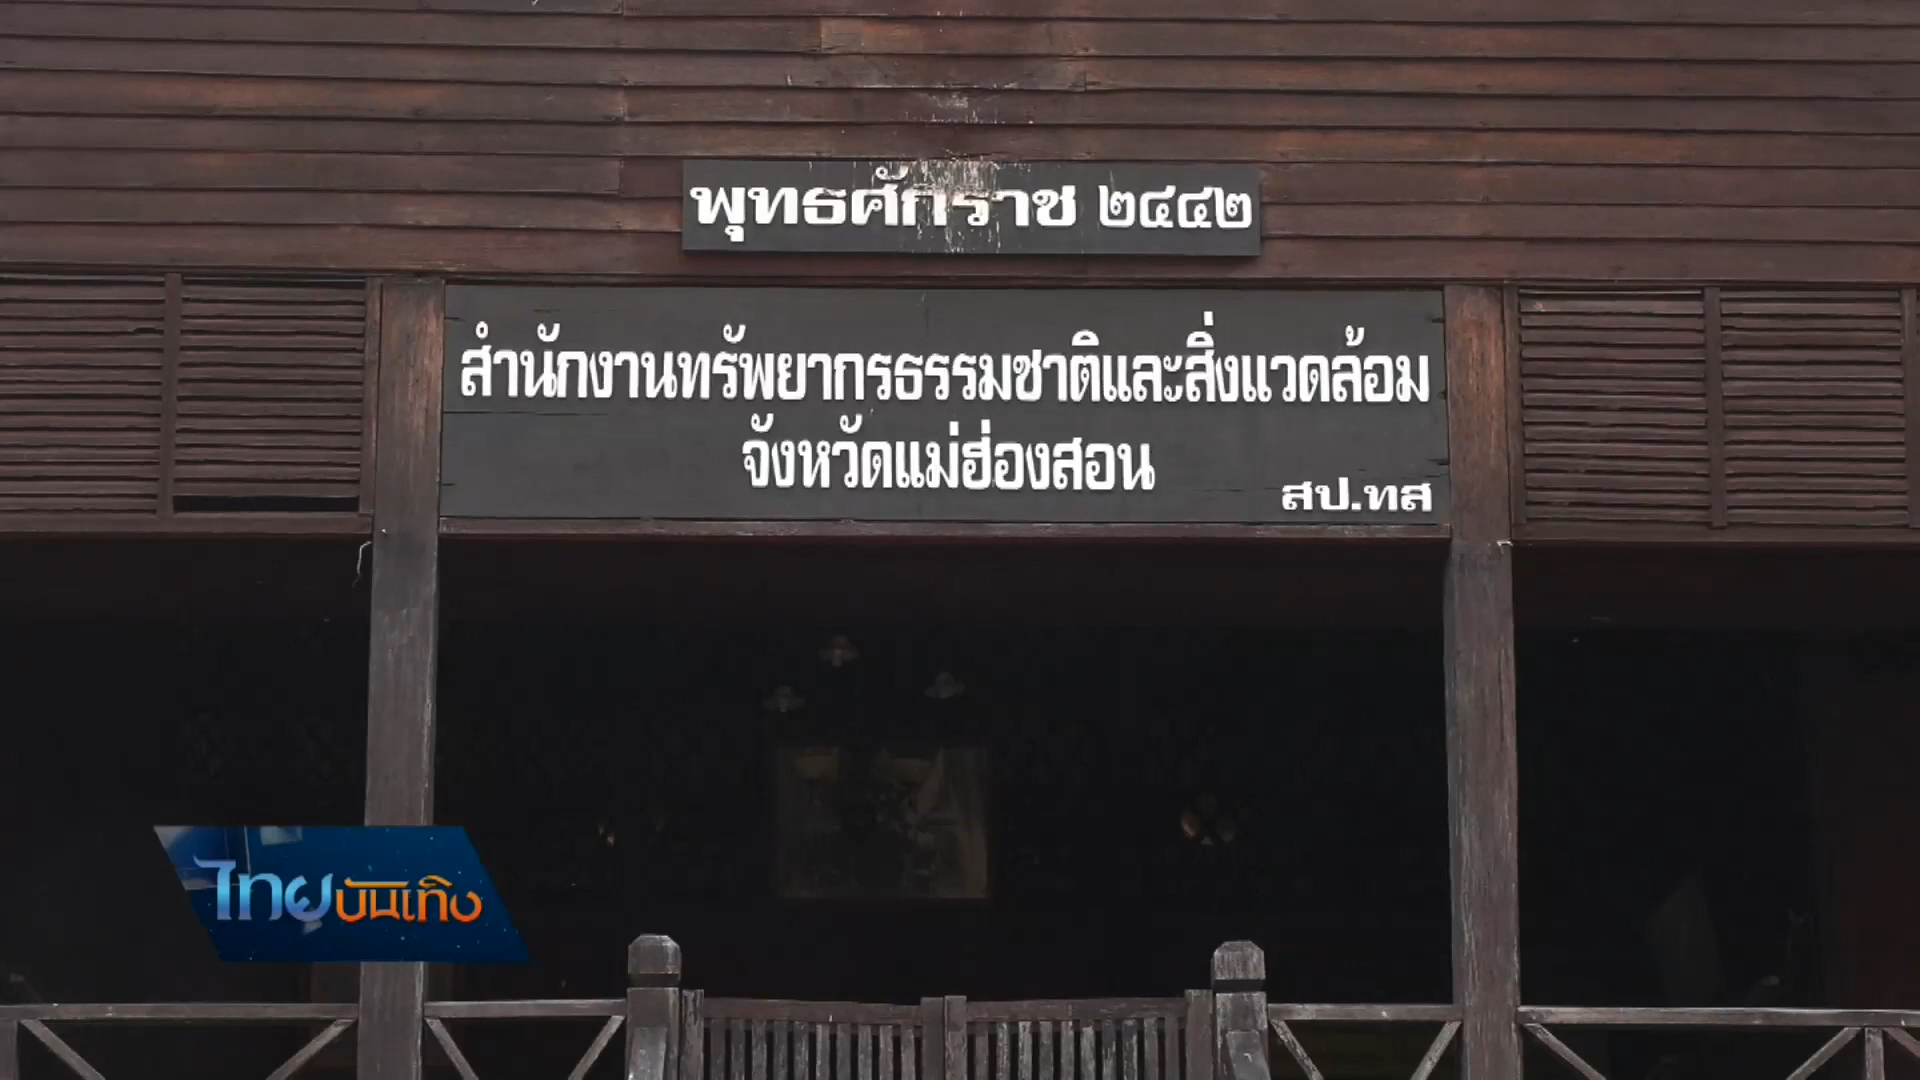 พุทธศักราช ๒๔๔๒
สำนักงานทรัพยากรธรรมชาติและสิ่งแวดล้อม
จังหวัดแม่ฮ่องสอน
สป.ทส
ไทยบันเทิง